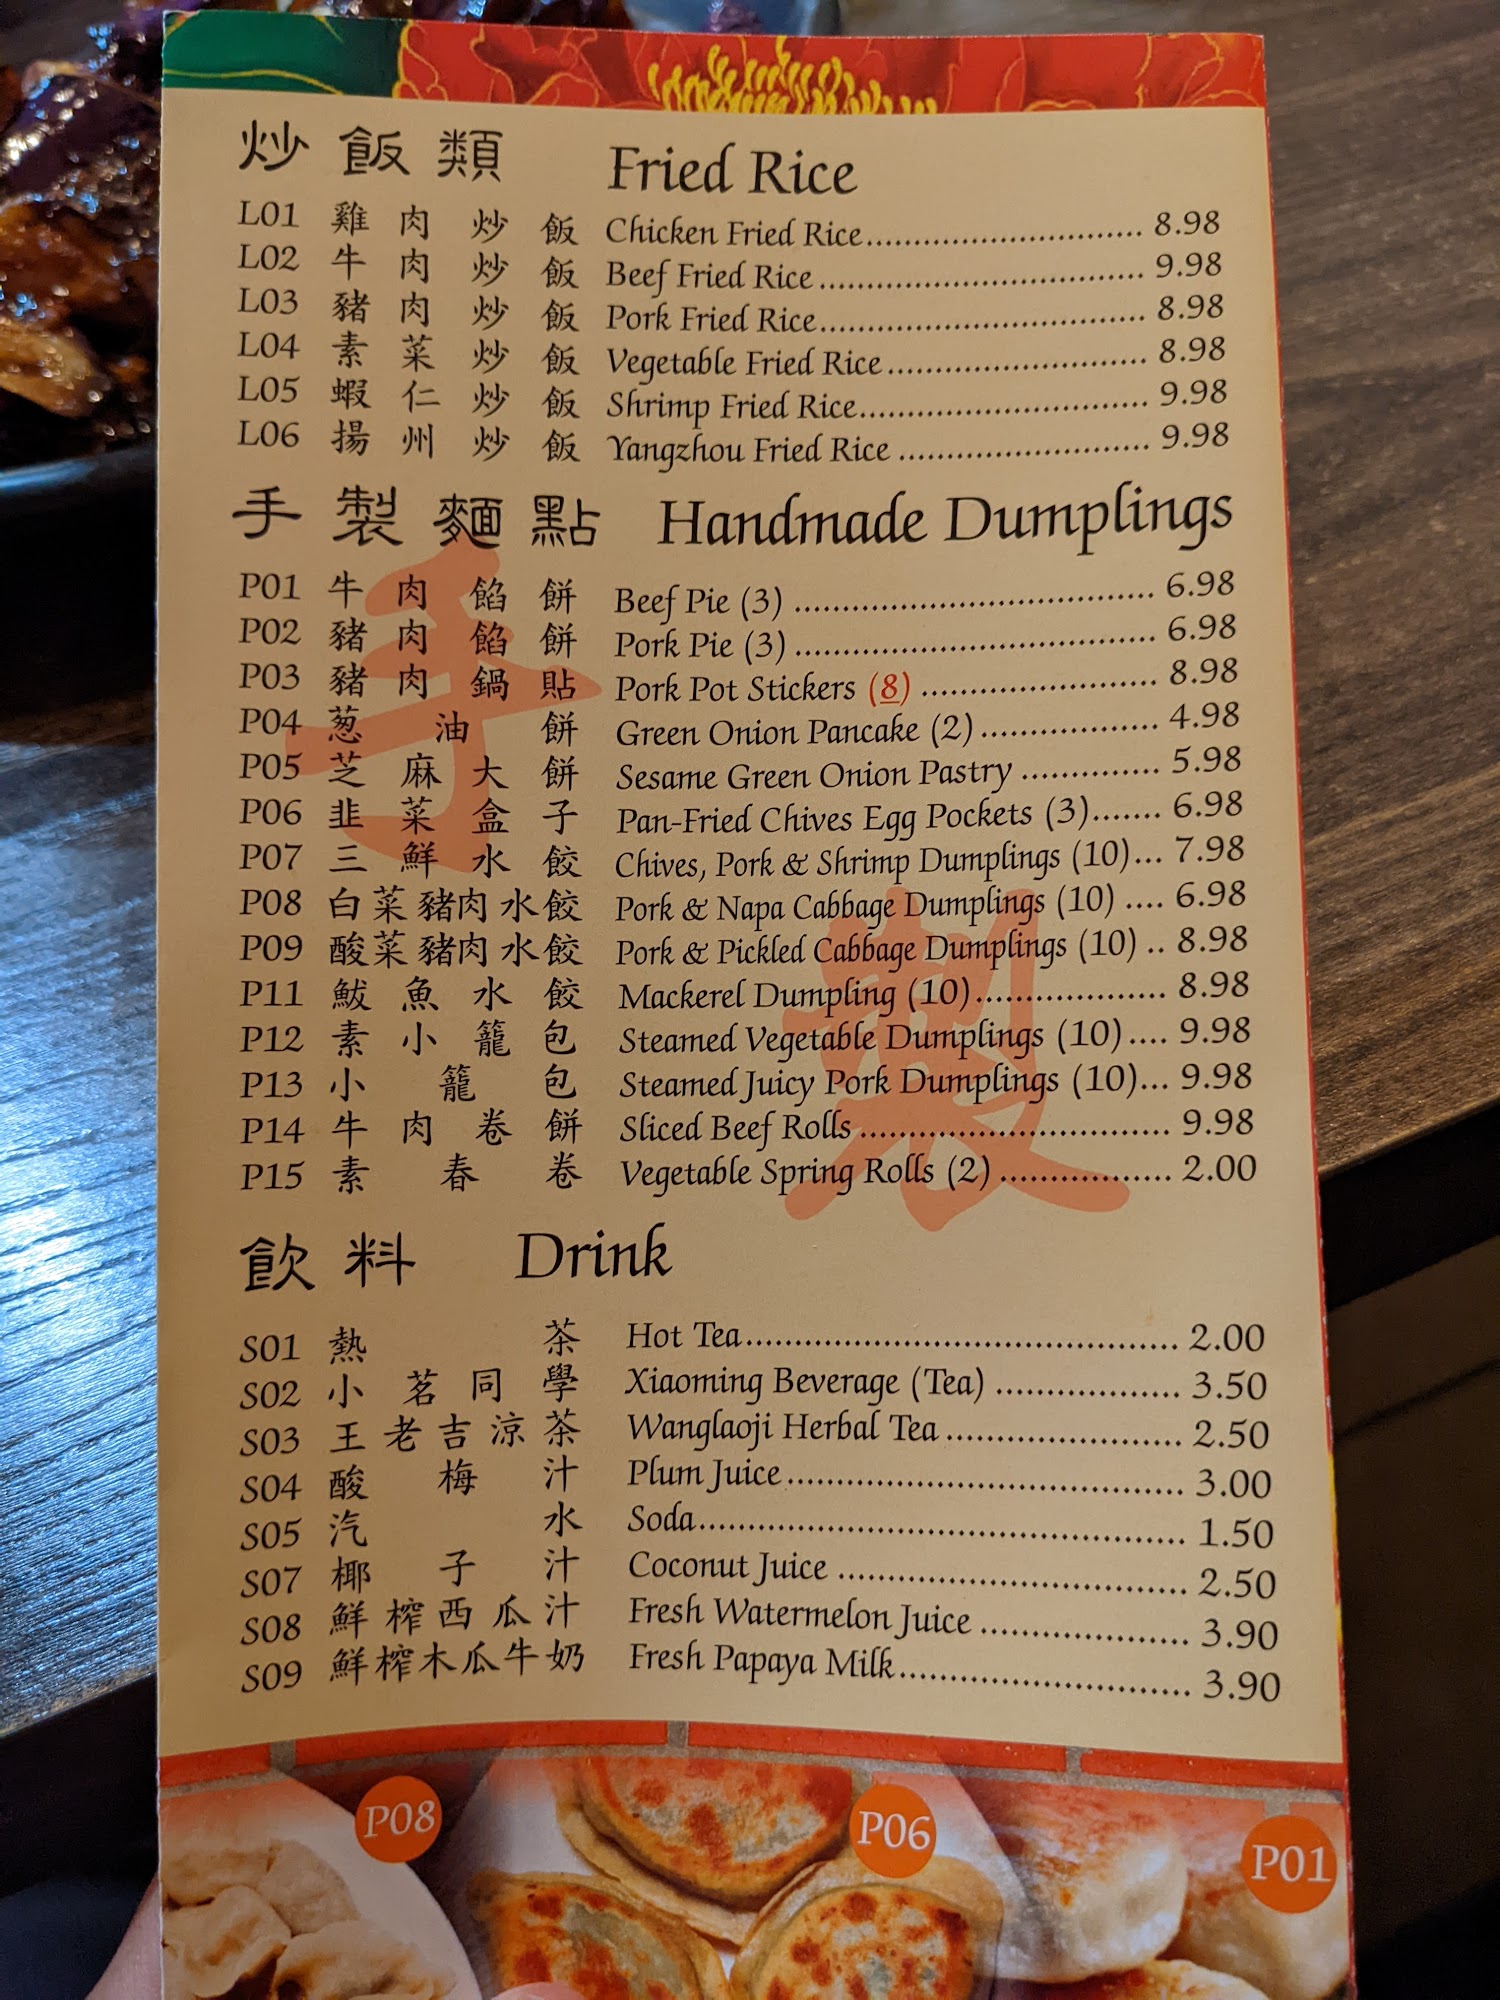 炒飯類 Fried Rice
L01 雞肉炒飯 Chicken Fried Rice 8.98
L02 牛肉炒飯 Beef Fried Rice 9.98
L03 豬肉炒飯 Pork Fried Rice 8.98
L04 素菜炒飯 Vegetable Fried Rice 8.98
L05 蝦仁炒飯 Shrimp Fried Rice 9.98
L06 揚州炒飯 Yangzhou Fried Rice 9.98
手製麵點 Handmade Dumplings
P01 牛肉餡餅 Beef Pie (3) 6.98
P02 豬肉餡餅 Pork Pie (3) 6.98
P03 豬肉鍋貼 Pork Pot Stickers (8) 8.98
P04 葱油餅 Green Onion Pancake (2) 4.98
P05 芝麻大餅 Sesame Green Onion Pastry 5.98
P06 韭菜盒子 Pan-Fried Chives Egg Pockets (3) 6.98
P07 三鮮水餃 Chives, Pork & Shrimp Dumplings (10) 7.98
P08 白菜豬肉水餃 Pork & Napa Cabbage Dumplings (10) 6.98
P09 酸菜豬肉水餃 Pork & Pickled Cabbage Dumplings (10) 8.98
P11 鮁魚水餃 Mackerel Dumpling (10) 8.98
P12 素小籠包 Steamed Vegetable Dumplings (10) 9.98
P13 小籠包 Steamed Juicy Pork Dumplings (10) 9.98
P14 牛肉卷餅 Sliced Beef Rolls 9.98
P15 素春卷 Vegetable Spring Rolls (2) 2.00
手製
飲料 Drink
S01 熱茶 Hot Tea 2.00
S02 小茗同學 Xiaoming Beverage (Tea) 3.50
S03 王老吉涼茶 Wanglaoji Herbal Tea 2.50
S04 酸梅汁 Plum Juice 3.00
S05 汽水 Soda 1.50
S07 椰子汁 Coconut Juice 2.50
S08 鮮榨西瓜汁 Fresh Watermelon Juice 3.90
S09 鮮榨木瓜牛奶 Fresh Papaya Milk 3.90
P08 P06 P01